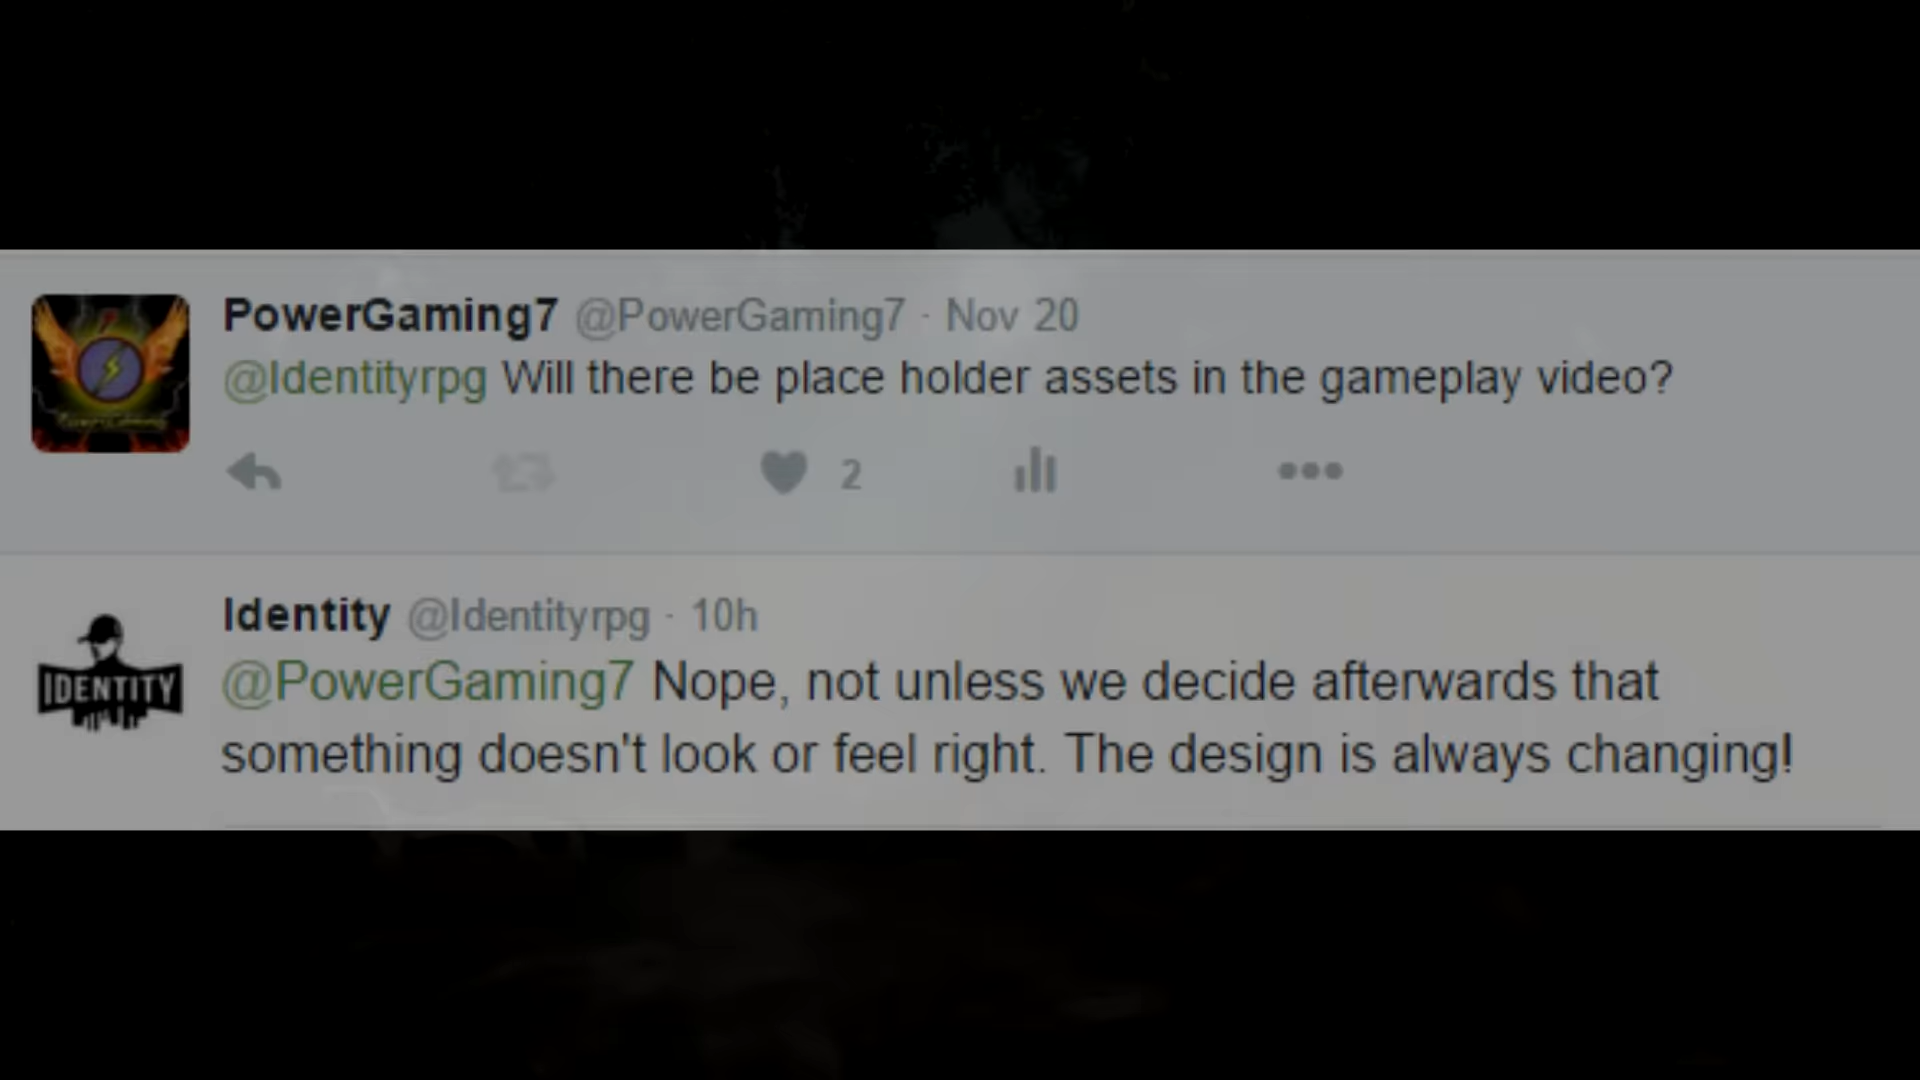 PowerGaming7 @PowerGaming7 · Nov 20
@Identityrpg Will there be place holder assets in the gameplay video?
2
Identity @Identityrpg · 10h
IDENTITY
@PowerGaming7 Nope, not unless we decide afterwards that
something doesn't look or feel right. The design is always changing!